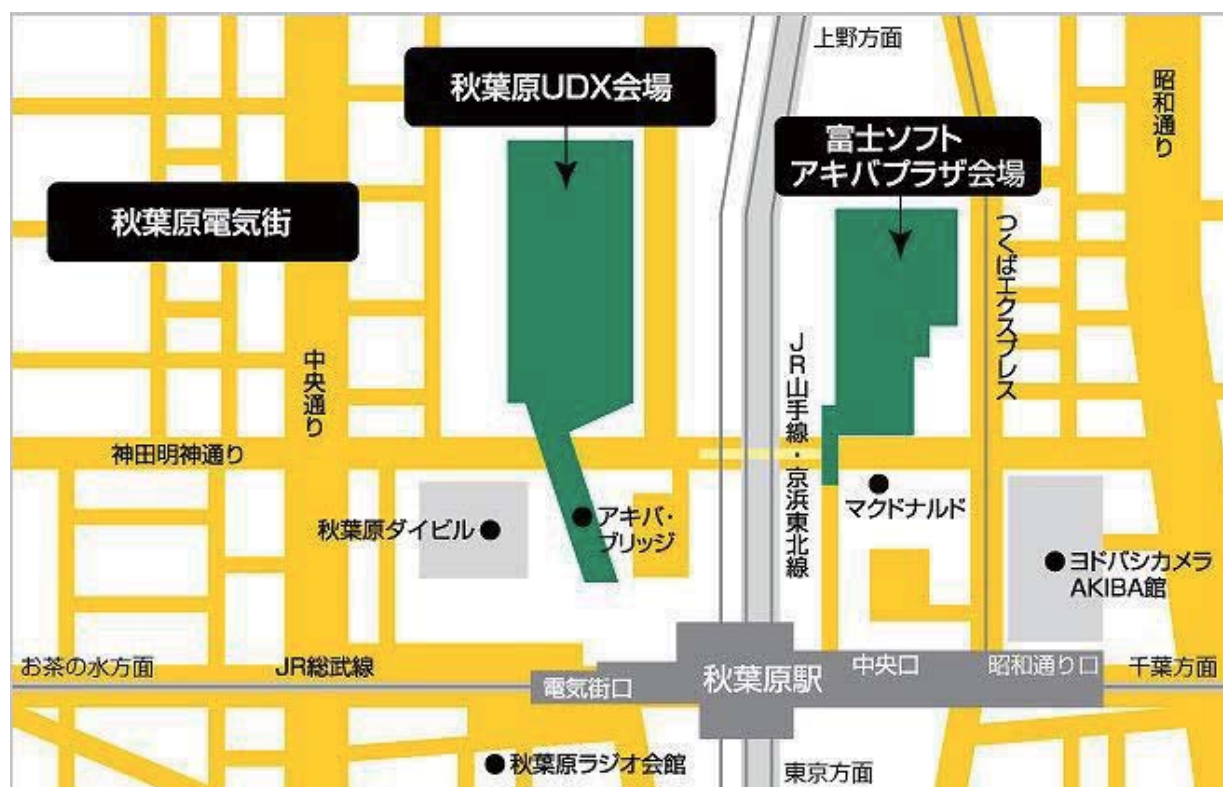 上野方面
昭和通り
秋葉原UDX会場
富士ソフト
アキバプラザ会場
秋葉原電気街
つくばエクスプレス
中央通り
JR山手線・京浜東北線
神田明神通り
マクドナルド
秋葉原ダイビル
アキバ・
ブリッジ
ヨドバシカメラ
AKIBA館
お茶の水方面
JR総武線
電気街口
秋葉原駅
中央口
昭和通り口
千葉方面
秋葉原ラジオ会館
東京方面